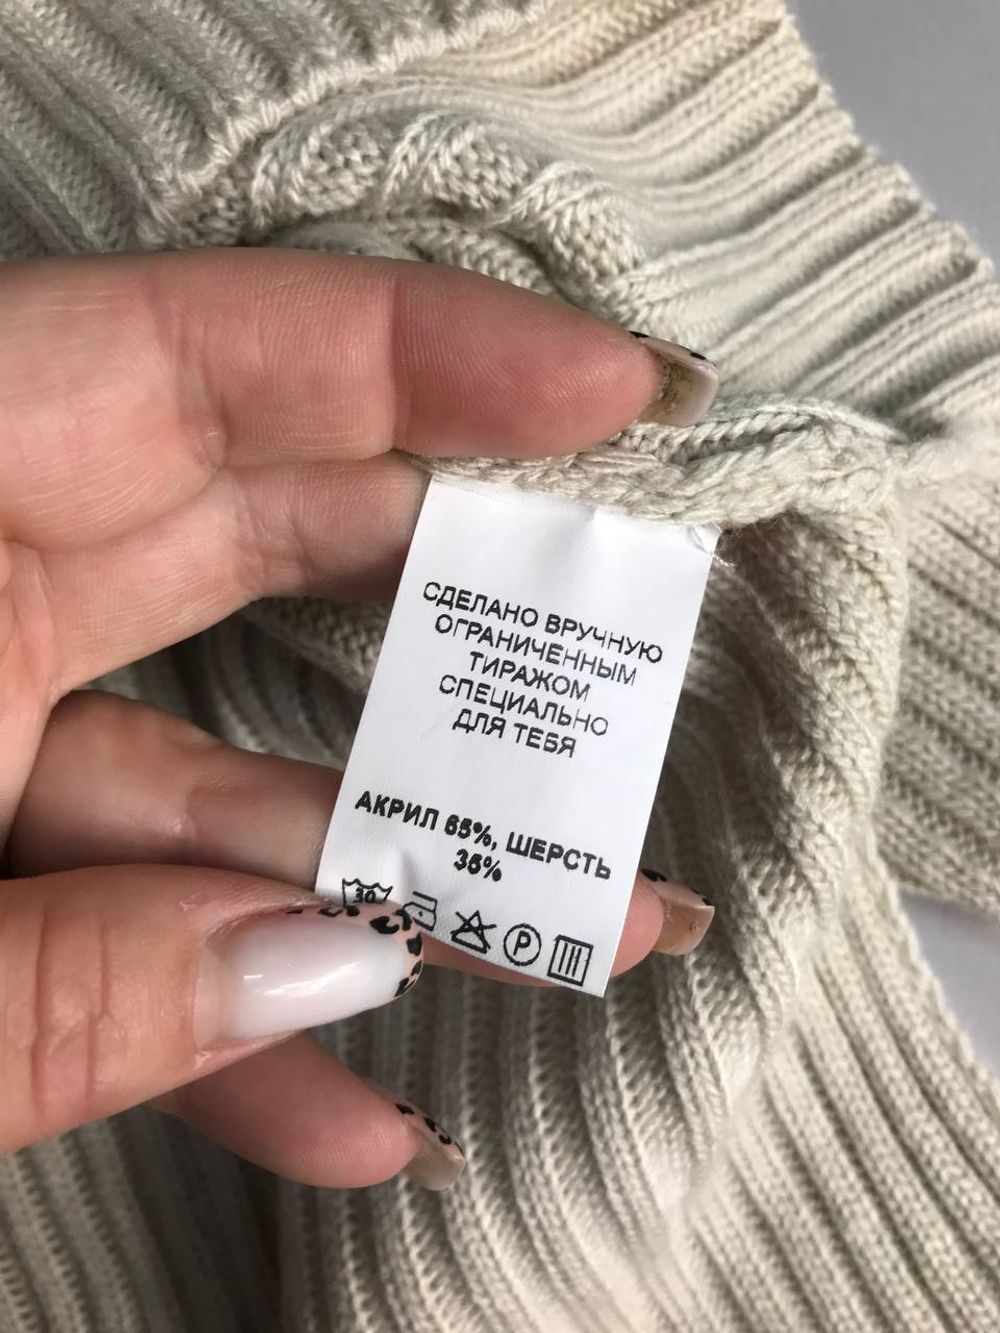 СДЕЛАНО ВРУЧНУЮ
ОГРАНИЧЕННЫМ
ТИРАЖОМ
СПЕЦИАЛЬНО
ДЛЯ ТЕБЯ
АКРИЛ 65%, ШЕРСТЬ
35%
30 P